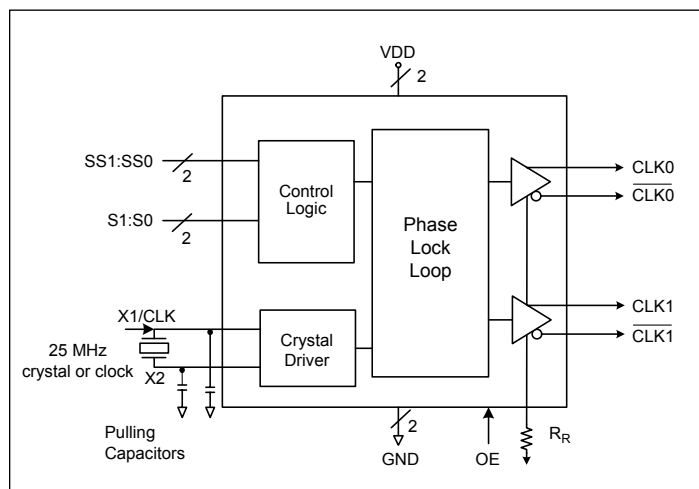 VDD
2
SS1:SS0
2
S1:S0
2
Control
Logic
Phase
Lock
Loop
CLK0
CLK0
CLK1
CLK1
X1/CLK
25 MHz
crystal or clock
X2
Crystal
Driver
Pulling
Capacitors
2
GND
OE
RR